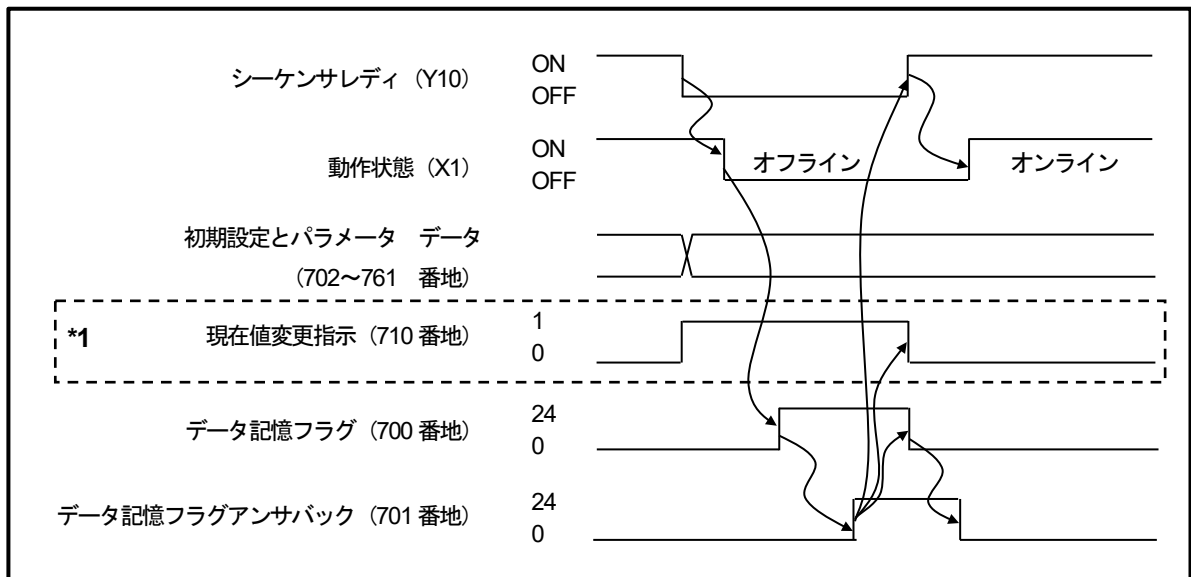 シーケンサレディ（Y10）
ON
OFF
動作状態（X1）
ON
OFF
オフライン
オンライン
初期設定とパラメータ　データ
（702～761　番地）
*1
現在値変更指示（710 番地）
1
0
データ記憶フラグ（700 番地）
24
0
データ記憶フラグアンサバック（701 番地）
24
0